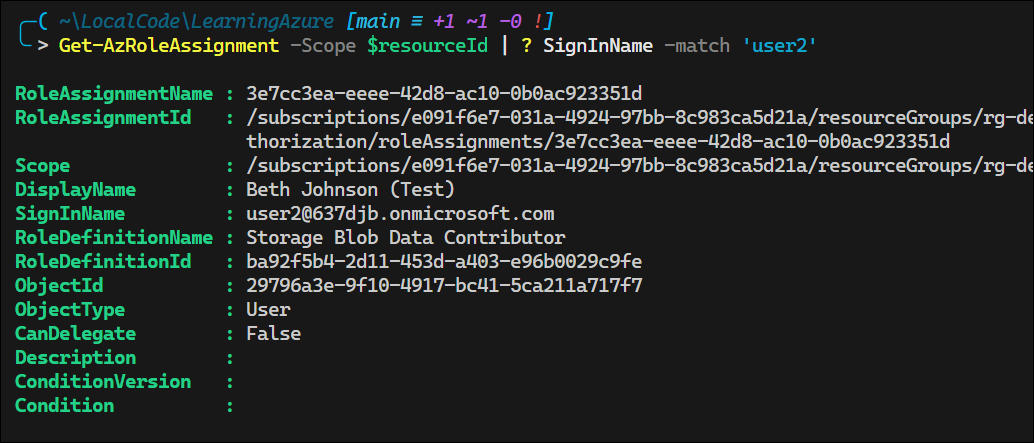 ( ~\LocalCode\LearningAzure [main ≡ +1 ~1 -0 !]
> Get-AzRoleAssignment -Scope $resourceId | ? SignInName -match 'user2'
RoleAssignmentName : 3e7cc3ea-eeee-42d8-ac10-0b0ac923351d
RoleAssignmentId : /subscriptions/e091f6e7-031a-4924-97bb-8c983ca5d21a/resourceGroups/rg-de
thorization/roleAssignments/3e7cc3ea-eeee-42d8-ac10-0b0ac923351d
Scope : /subscriptions/e091f6e7-031a-4924-97bb-8c983ca5d21a/resourceGroups/rg-de
DisplayName : Beth Johnson (Test)
SignInName : user2@637djb.onmicrosoft.com
RoleDefinitionName : Storage Blob Data Contributor
RoleDefinitionId : ba92f5b4-2d11-453d-a403-e96b0029c9fe
ObjectId : 29796a3e-9f10-4917-bc41-5ca211a717f7
ObjectType : User
CanDelegate : False
Description :
ConditionVersion :
Condition :